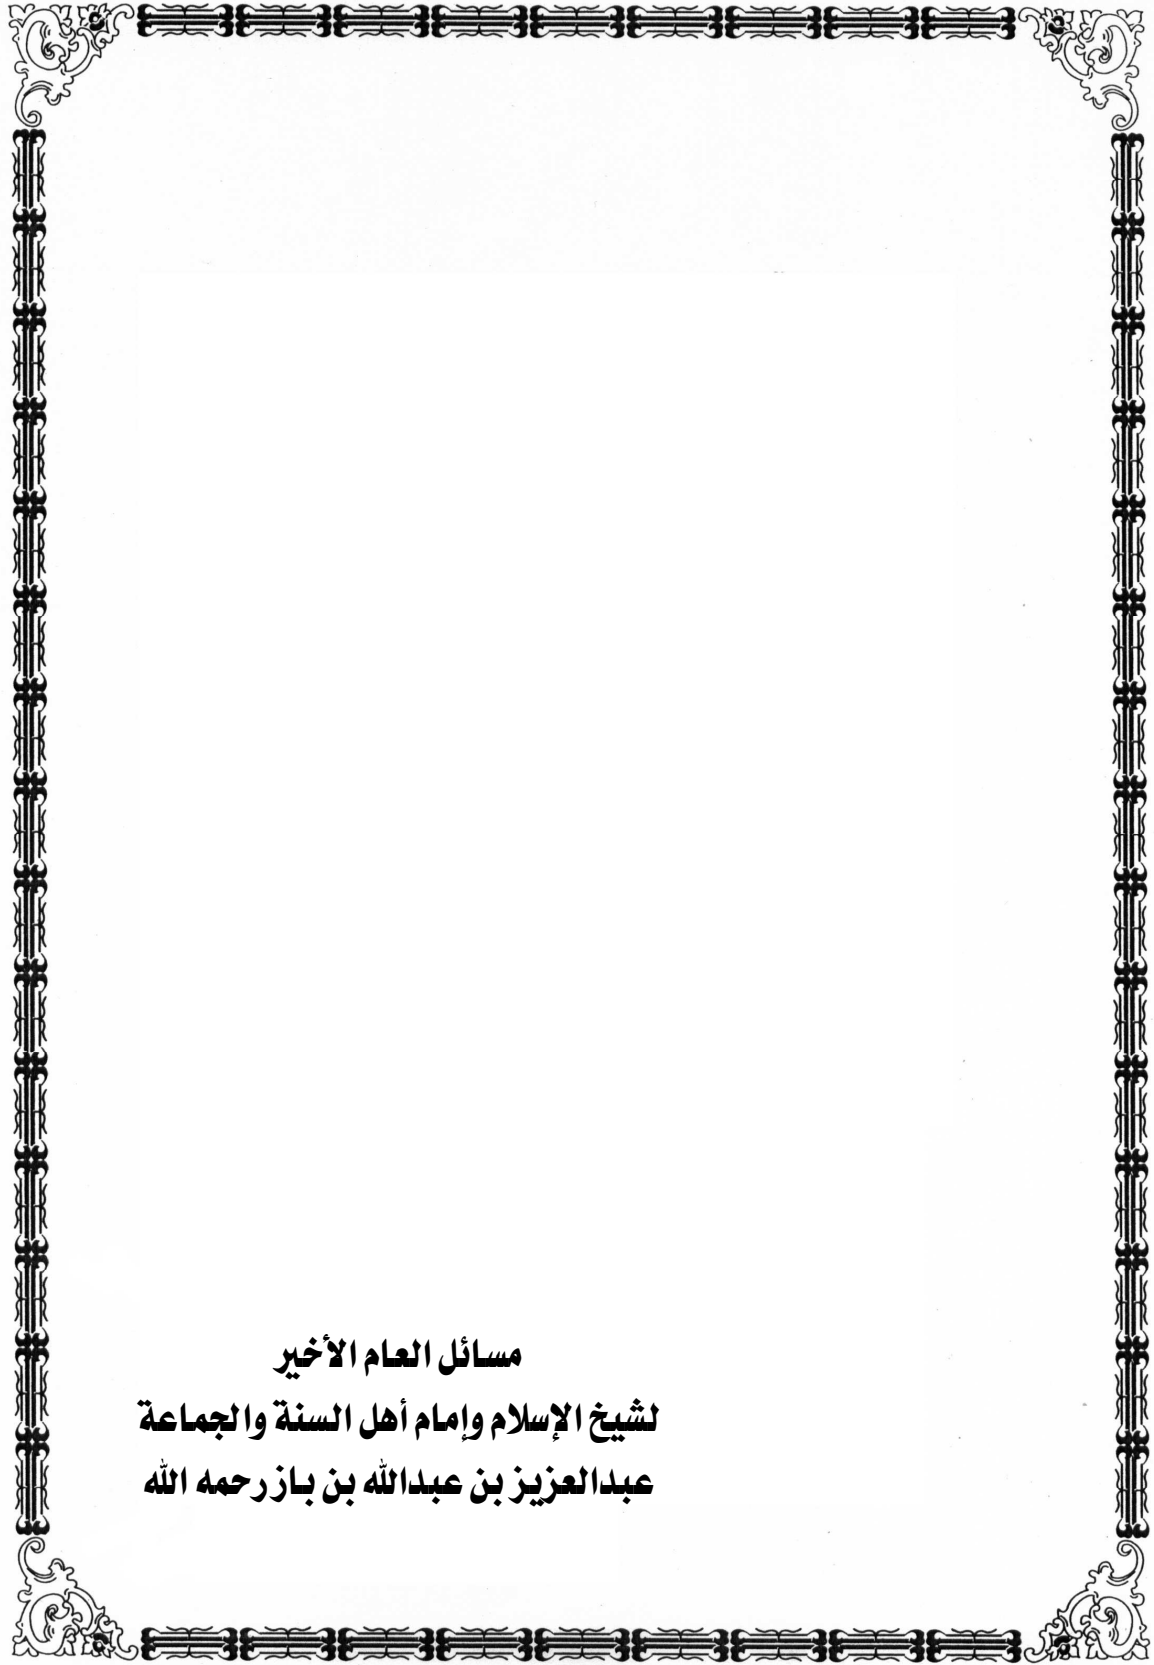 مسائل العام الأخير
لشيخ الإسلام وإمام أهل السنة والجماعة
عبدالعزيز بن عبدالله بن باز رحمه الله